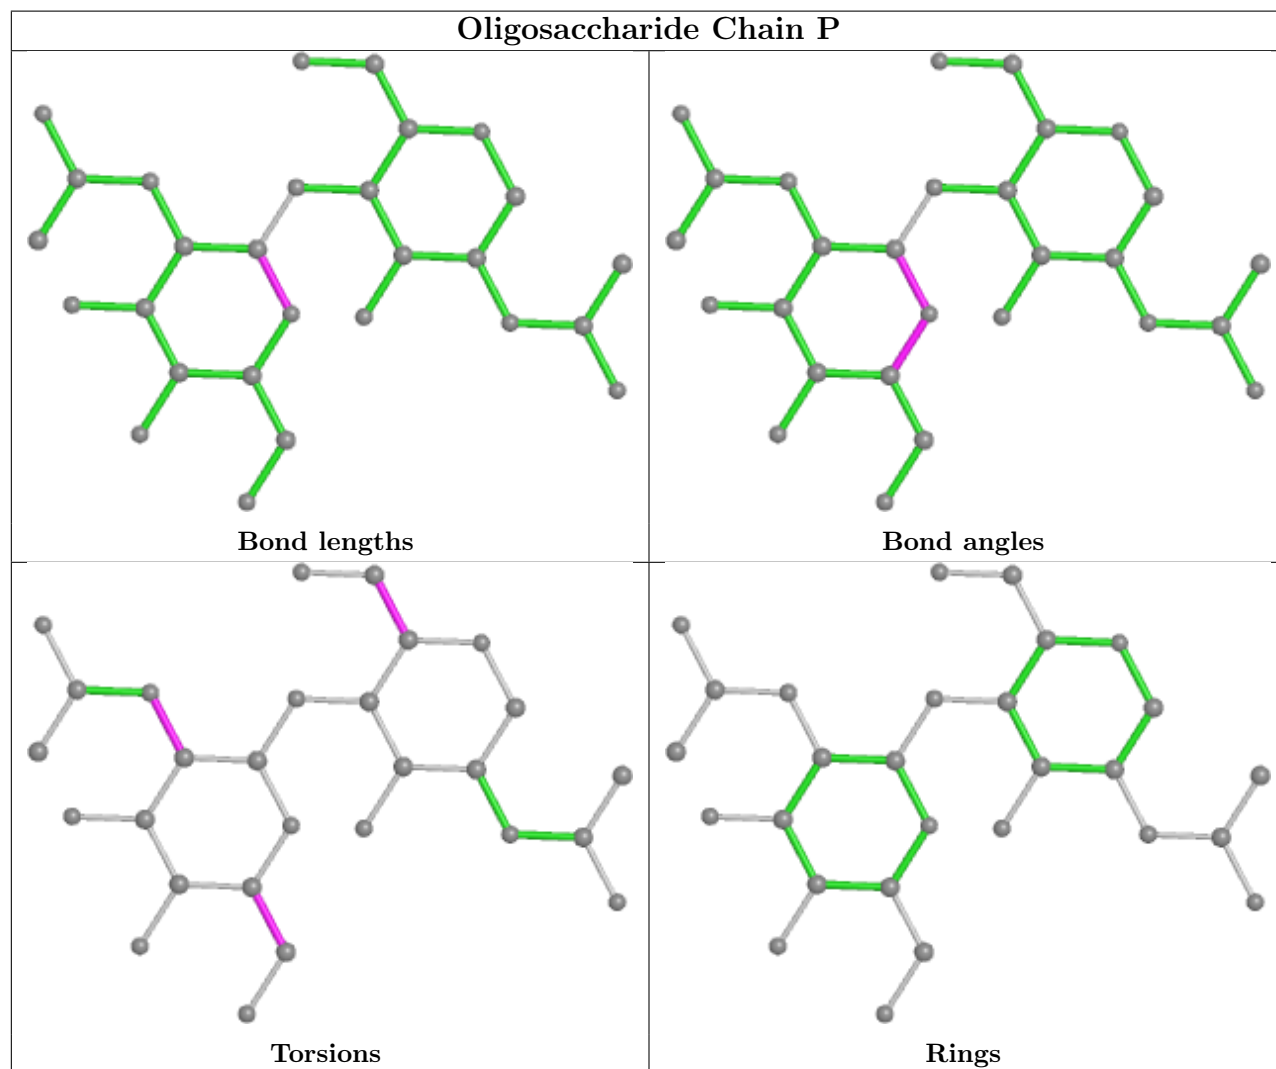 Oligosaccharide Chain P
Bond lengths
Bond angles
Torsions
Rings